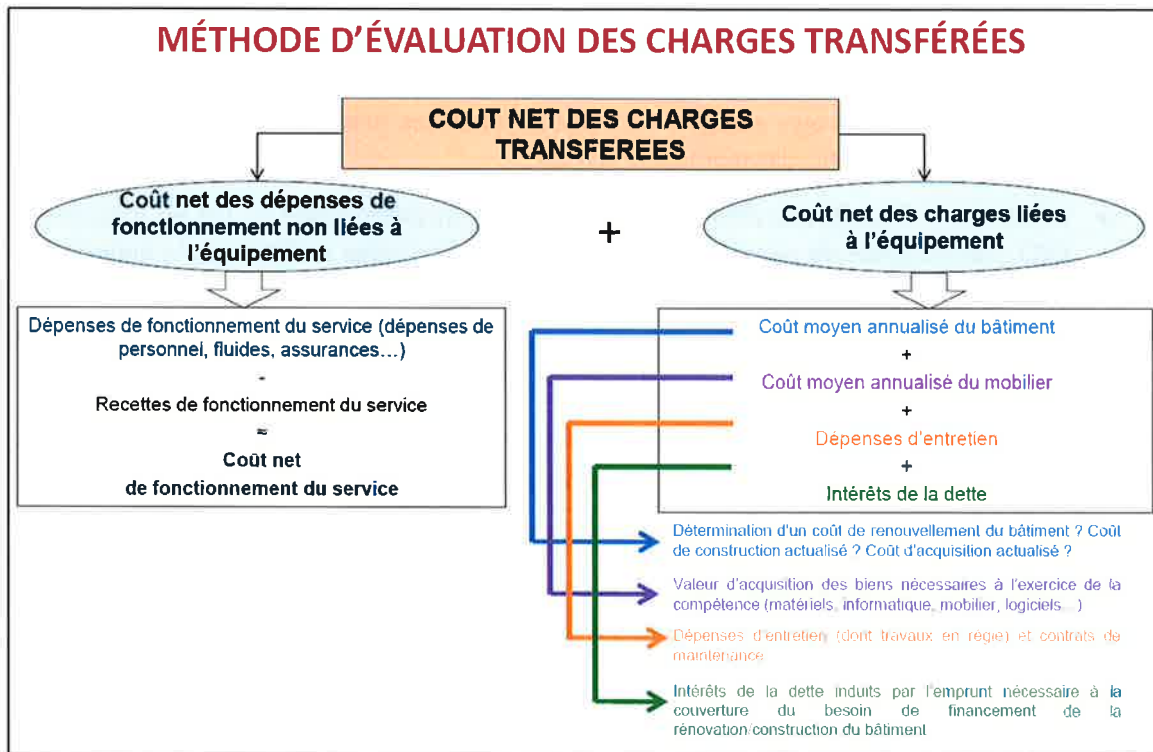 MÉTHODE D'ÉVALUATION DES CHARGES TRANSFÉRÉES
COUT NET DES CHARGES
TRANSFEREES
Coût net des dépenses de
fonctionnement non liées à
l'équipement
+
Coût net des charges liées
à l'équipement
Dépenses de fonctionnement du service (dépenses de
personnel, fluides, assurances…)
-
Recettes de fonctionnement du service
=
Coût net
de fonctionnement du service
Coût moyen annualisé du bâtiment
+
Coût moyen annualisé du mobilier
+
Dépenses d'entretien
+
Intérêts de la dette
Détermination d'un coût de renouvellement du bâtiment ? Coût
de construction actualisé ? Coût d'acquisition actualisé ?
Valeur d'acquisition des biens nécessaires à l'exercice de la
compétence (matériels, informatique, mobilier, logiciels…)
Dépenses d'entretien (dont travaux en régie) et contrats de
maintenance
Intérêts de la dette induits par l'emprunt nécessaire à la
couverture du besoin de financement de la
rénovation/construction du bâtiment